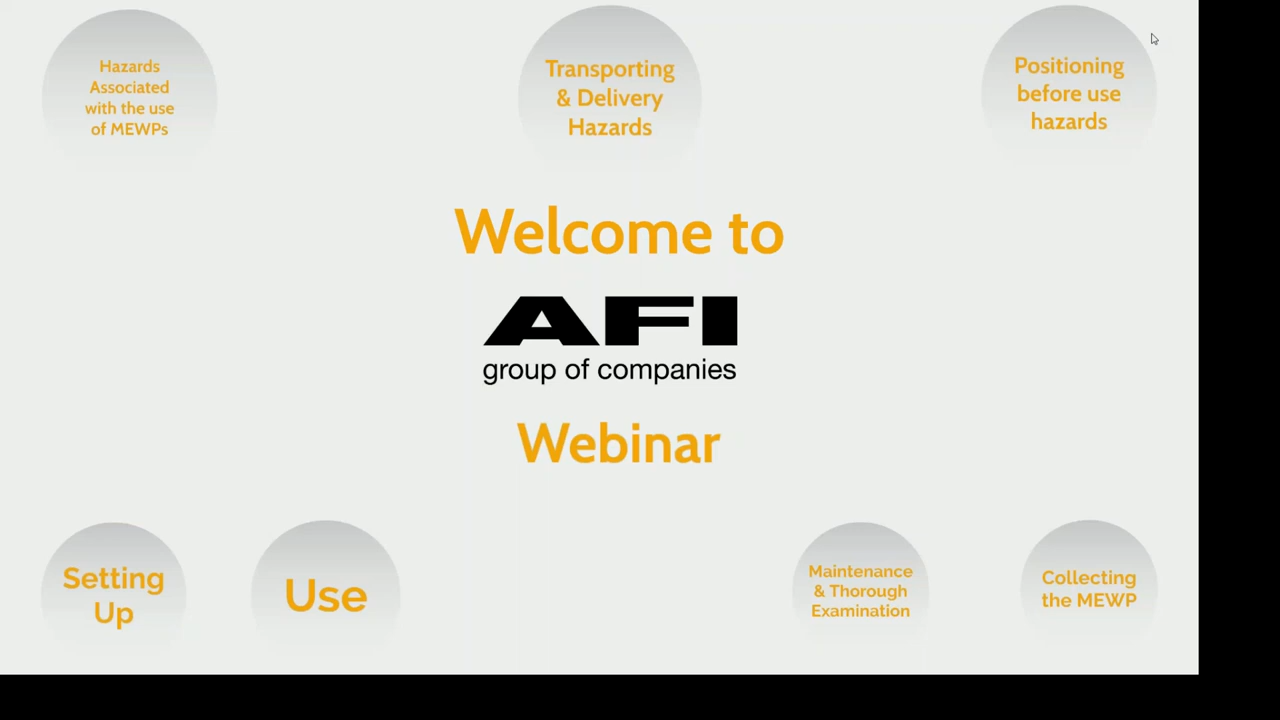 Hazards
Associated
with the use
of MEWPs
Transporting
& Delivery
Hazards
Positioning
before use
hazards
Welcome to
AFI
group of companies
Webinar
Setting
Up
Use
Maintenance
& Thorough
Examination
Collecting
the MEWP